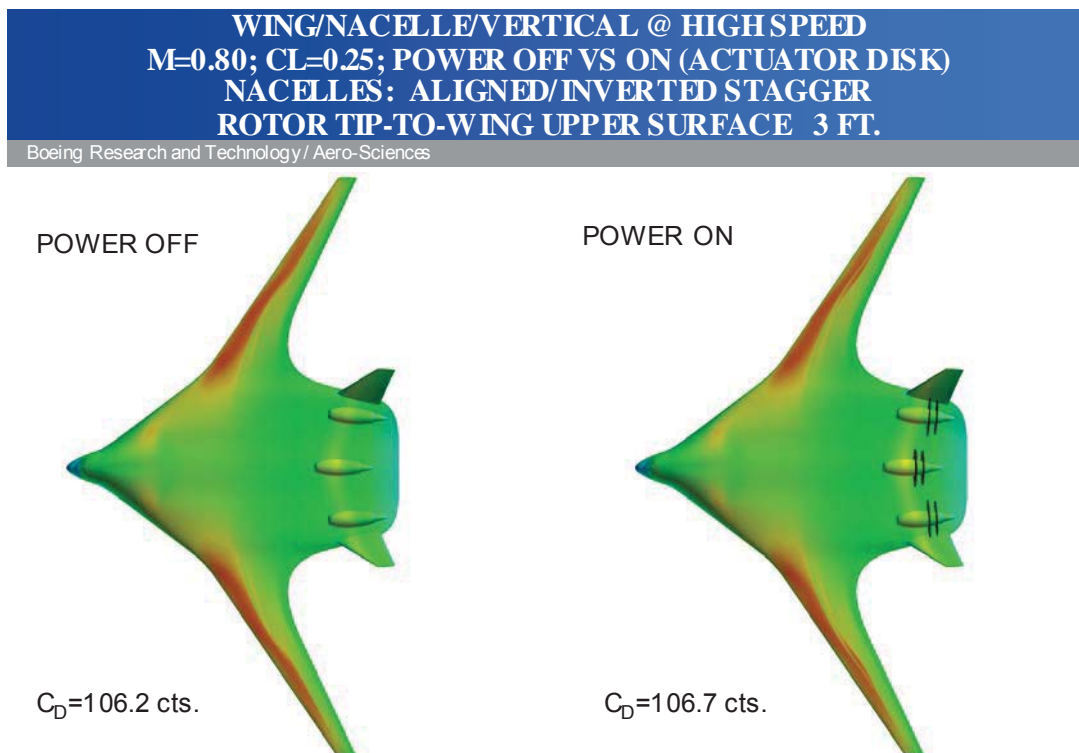 WING/NACELLE/VERTICAL @ HIGH SPEED
M=0.80; CL=0.25; POWER OFF VS ON (ACTUATOR DISK)
NACELLES: ALIGNED/INVERTED STAGGER
ROTOR TIP-TO-WING UPPER SURFACE 3 FT.
Boeing Research and Technology / Aero-Sciences
POWER OFF
POWER ON
C_D=106.2 cts.
C_D=106.7 cts.